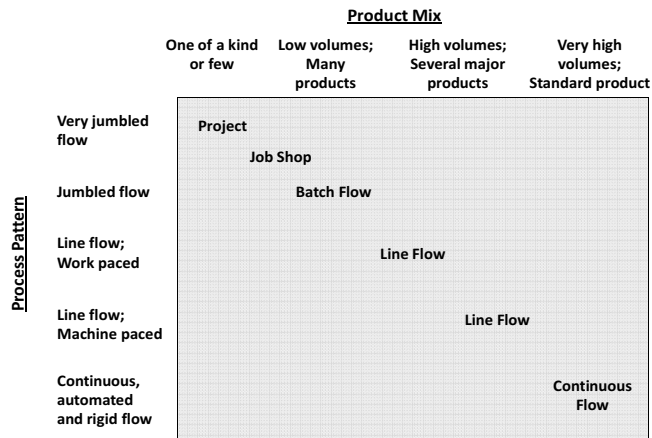 Product Mix
One of a kind
or few
Low volumes;
Many
products
High volumes;
Several major
products
Very high
volumes;
Standard product
Process Pattern
Very jumbled
flow
Project
Job Shop
Jumbled flow
Batch Flow
Line flow;
Work paced
Line Flow
Line flow;
Machine paced
Line Flow
Continuous,
automated
and rigid flow
Continuous
Flow